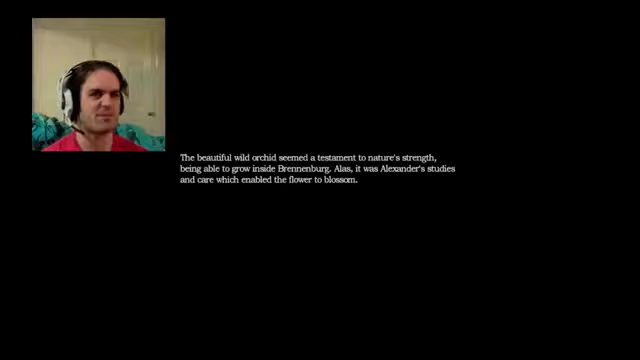 The beautiful wild orchid seemed a testament to nature's strength,
being able to grow inside Brennenburg. Alas, it was Alexander's studies
and care which enabled the flower to blossom.